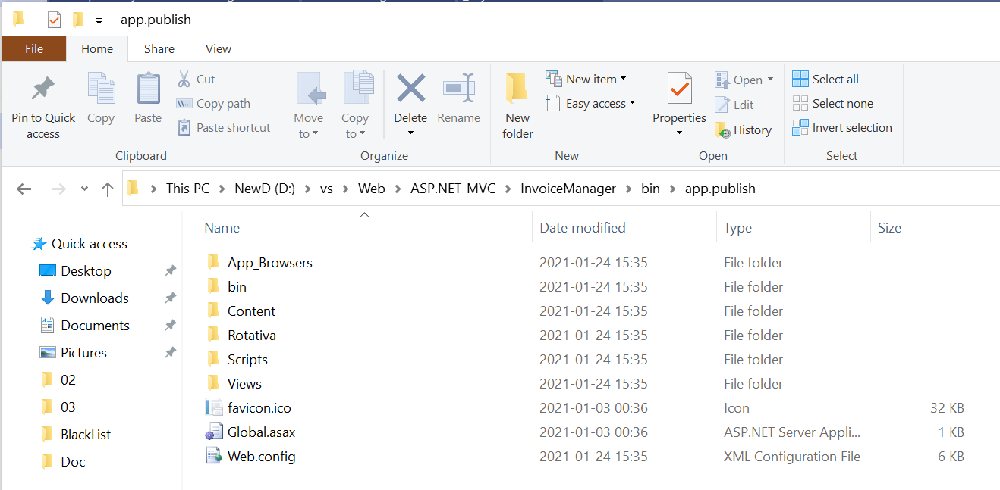 app.publish
File Home Share View
Pin to Quick access
Copy
Paste
Cut
Copy path
Paste shortcut
Clipboard
Move to
Copy to
Delete
Rename
Organize
New folder
New item
Easy access
New
Properties
Open
Edit
History
Open
Select all
Select none
Invert selection
Select
This PC > NewD (D:) > vs > Web > ASP.NET_MVC > InvoiceManager > bin > app.publish
Quick access
Desktop
Downloads
Documents
Pictures
02
03
BlackList
Doc
Name Date modified Type Size
App_Browsers 2021-01-24 15:35 File folder
bin 2021-01-24 15:35 File folder
Content 2021-01-24 15:35 File folder
Rotativa 2021-01-24 15:35 File folder
Scripts 2021-01-24 15:35 File folder
Views 2021-01-24 15:35 File folder
favicon.ico 2021-01-03 00:36 Icon 32 KB
Global.asax 2021-01-03 00:36 ASP.NET Server Appli... 1 KB
Web.config 2021-01-24 15:35 XML Configuration File 6 KB